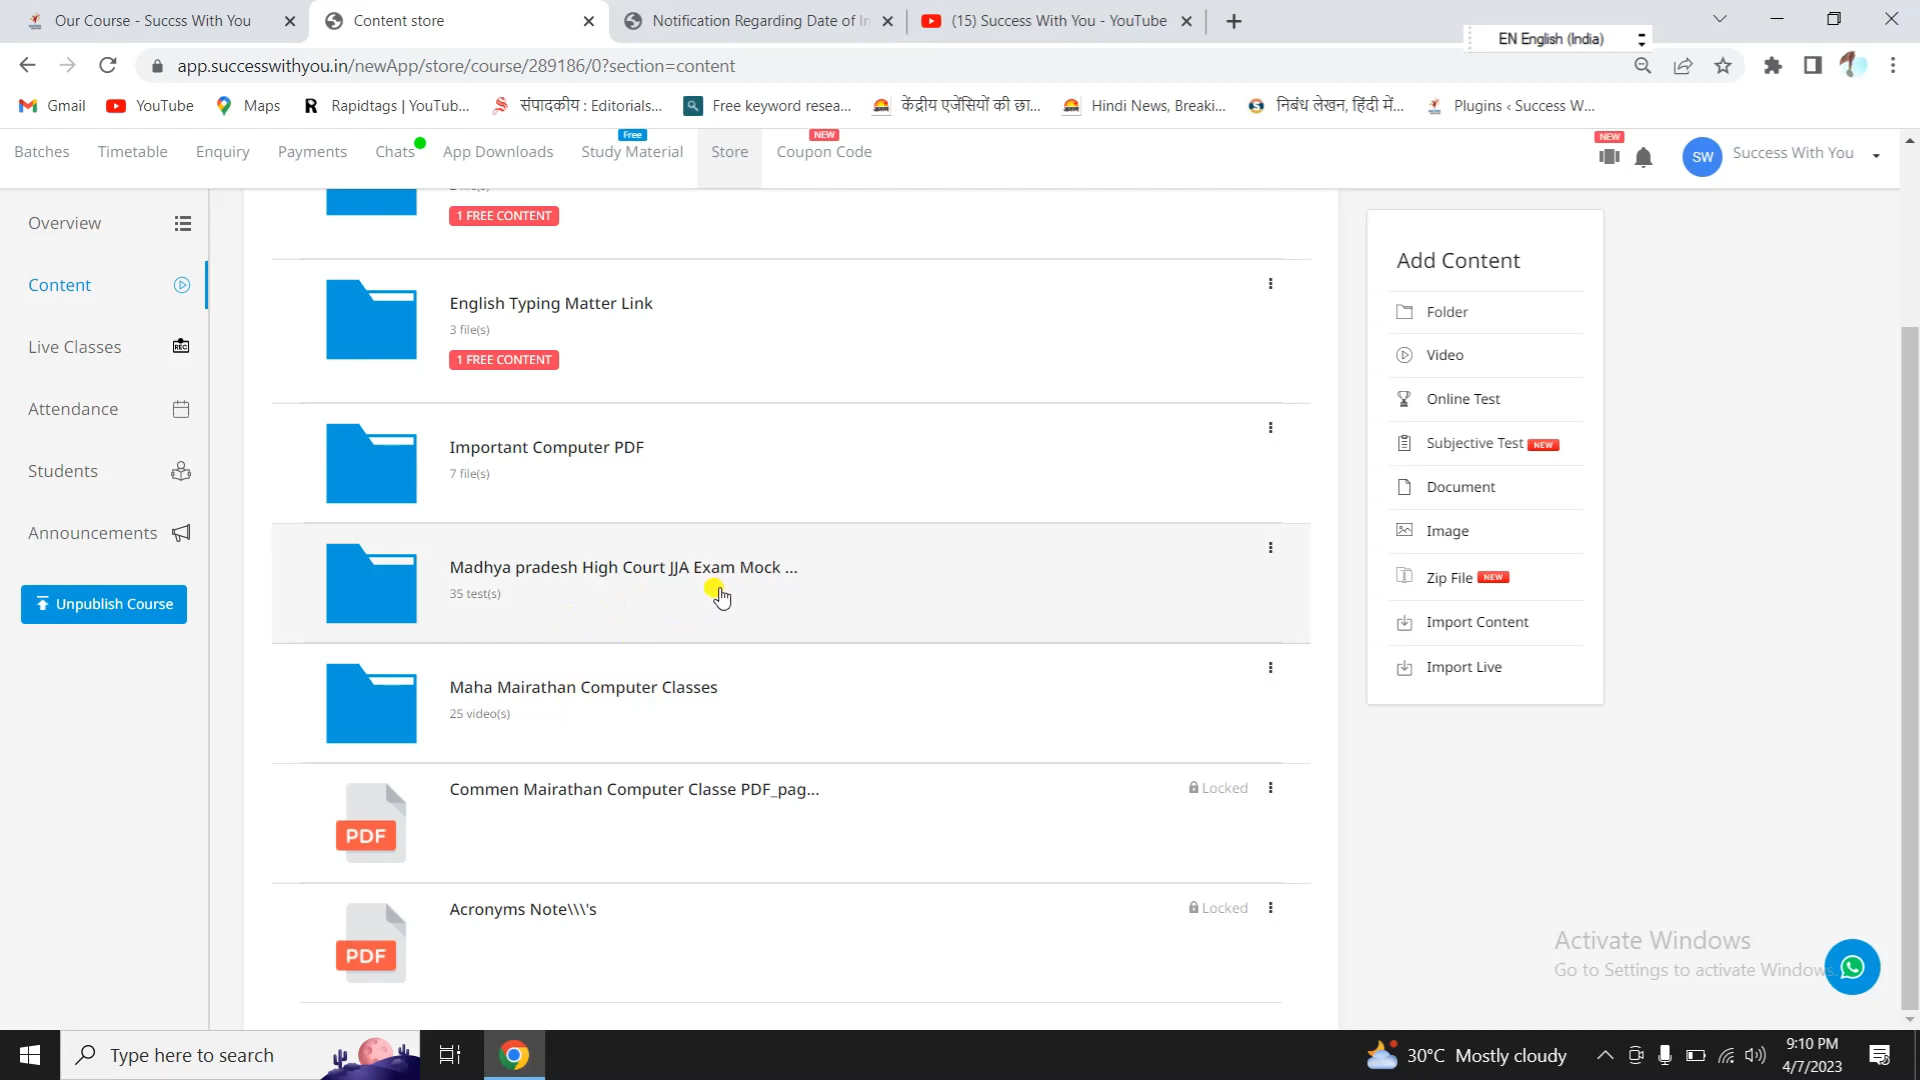 Our Course - Succss With You
Content store
Notification Regarding Date of In
(15) Success With You - YouTube
EN English (India)
app.successwithyou.in/newApp/store/course/289186/0?section=content
Gmail
YouTube
Maps
Rapidtags | YouTub...
संपादकीय : Editorials...
Free keyword resea...
केंद्रीय एजेंसियों की छा...
Hindi News, Breaki...
निबंध लेखन, हिंदी में...
Plugins ‹ Success W...
Batches
Timetable
Enquiry
Payments
Chats
App Downloads
Free
Study Material
Store
NEW
Coupon Code
NEW
SW
Success With You
Overview
Content
Live Classes
REC
Attendance
Students
Announcements
Unpublish Course
1 FREE CONTENT
English Typing Matter Link
3 file(s)
1 FREE CONTENT
Important Computer PDF
7 file(s)
Madhya pradesh High Court JJA Exam Mock ...
35 test(s)
Maha Mairathan Computer Classes
25 video(s)
Commen Mairathan Computer Classe PDF_pag...
Locked
PDF
Acronyms Note\\\'s
Locked
PDF
Add Content
Folder
Video
Online Test
Subjective Test NEW
Document
Image
Zip File NEW
Import Content
Import Live
Activate Windows
Go to Settings to activate Windows.
Type here to search
30°C Mostly cloudy
9:10 PM
4/7/2023